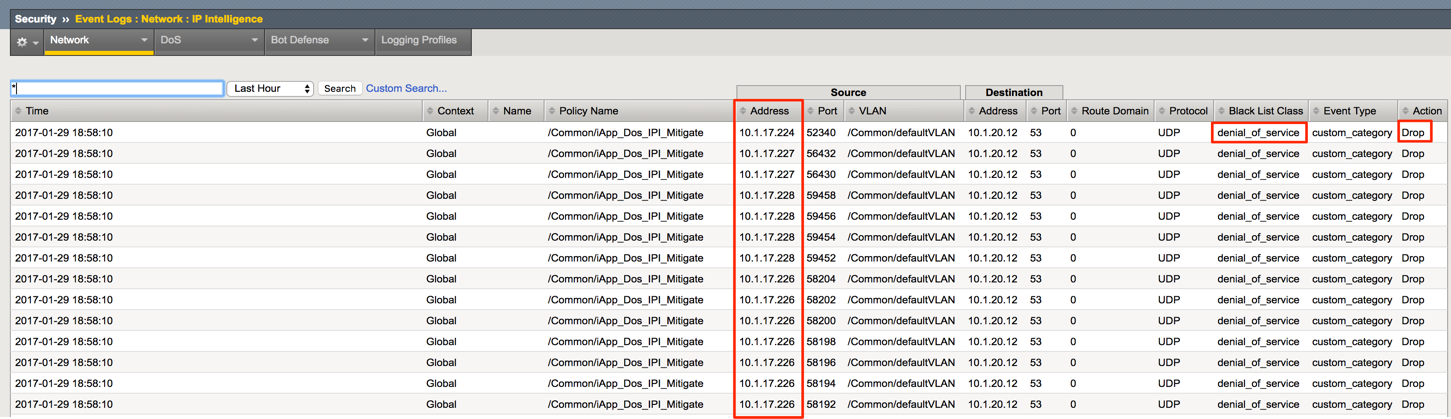 Security ›› Event Logs : Network : IP Intelligence
Network DoS Bot Defense Logging Profiles
* Last Hour Search Custom Search...
Source Destination
Time Context Name Policy Name Address Port VLAN Address Port Route Domain Protocol Black List Class Event Type Action
2017-01-29 18:58:10 Global /Common/iApp_Dos_IPI_Mitigate 10.1.17.224 52340 /Common/defaultVLAN 10.1.20.12 53 0 UDP denial_of_service custom_category Drop
2017-01-29 18:58:10 Global /Common/iApp_Dos_IPI_Mitigate 10.1.17.227 56432 /Common/defaultVLAN 10.1.20.12 53 0 UDP denial_of_service custom_category Drop
2017-01-29 18:58:10 Global /Common/iApp_Dos_IPI_Mitigate 10.1.17.227 56430 /Common/defaultVLAN 10.1.20.12 53 0 UDP denial_of_service custom_category Drop
2017-01-29 18:58:10 Global /Common/iApp_Dos_IPI_Mitigate 10.1.17.228 59458 /Common/defaultVLAN 10.1.20.12 53 0 UDP denial_of_service custom_category Drop
2017-01-29 18:58:10 Global /Common/iApp_Dos_IPI_Mitigate 10.1.17.228 59456 /Common/defaultVLAN 10.1.20.12 53 0 UDP denial_of_service custom_category Drop
2017-01-29 18:58:10 Global /Common/iApp_Dos_IPI_Mitigate 10.1.17.228 59454 /Common/defaultVLAN 10.1.20.12 53 0 UDP denial_of_service custom_category Drop
2017-01-29 18:58:10 Global /Common/iApp_Dos_IPI_Mitigate 10.1.17.228 59452 /Common/defaultVLAN 10.1.20.12 53 0 UDP denial_of_service custom_category Drop
2017-01-29 18:58:10 Global /Common/iApp_Dos_IPI_Mitigate 10.1.17.226 58204 /Common/defaultVLAN 10.1.20.12 53 0 UDP denial_of_service custom_category Drop
2017-01-29 18:58:10 Global /Common/iApp_Dos_IPI_Mitigate 10.1.17.226 58202 /Common/defaultVLAN 10.1.20.12 53 0 UDP denial_of_service custom_category Drop
2017-01-29 18:58:10 Global /Common/iApp_Dos_IPI_Mitigate 10.1.17.226 58200 /Common/defaultVLAN 10.1.20.12 53 0 UDP denial_of_service custom_category Drop
2017-01-29 18:58:10 Global /Common/iApp_Dos_IPI_Mitigate 10.1.17.226 58198 /Common/defaultVLAN 10.1.20.12 53 0 UDP denial_of_service custom_category Drop
2017-01-29 18:58:10 Global /Common/iApp_Dos_IPI_Mitigate 10.1.17.226 58196 /Common/defaultVLAN 10.1.20.12 53 0 UDP denial_of_service custom_category Drop
2017-01-29 18:58:10 Global /Common/iApp_Dos_IPI_Mitigate 10.1.17.226 58194 /Common/defaultVLAN 10.1.20.12 53 0 UDP denial_of_service custom_category Drop
2017-01-29 18:58:10 Global /Common/iApp_Dos_IPI_Mitigate 10.1.17.226 58192 /Common/defaultVLAN 10.1.20.12 53 0 UDP denial_of_service custom_category Drop